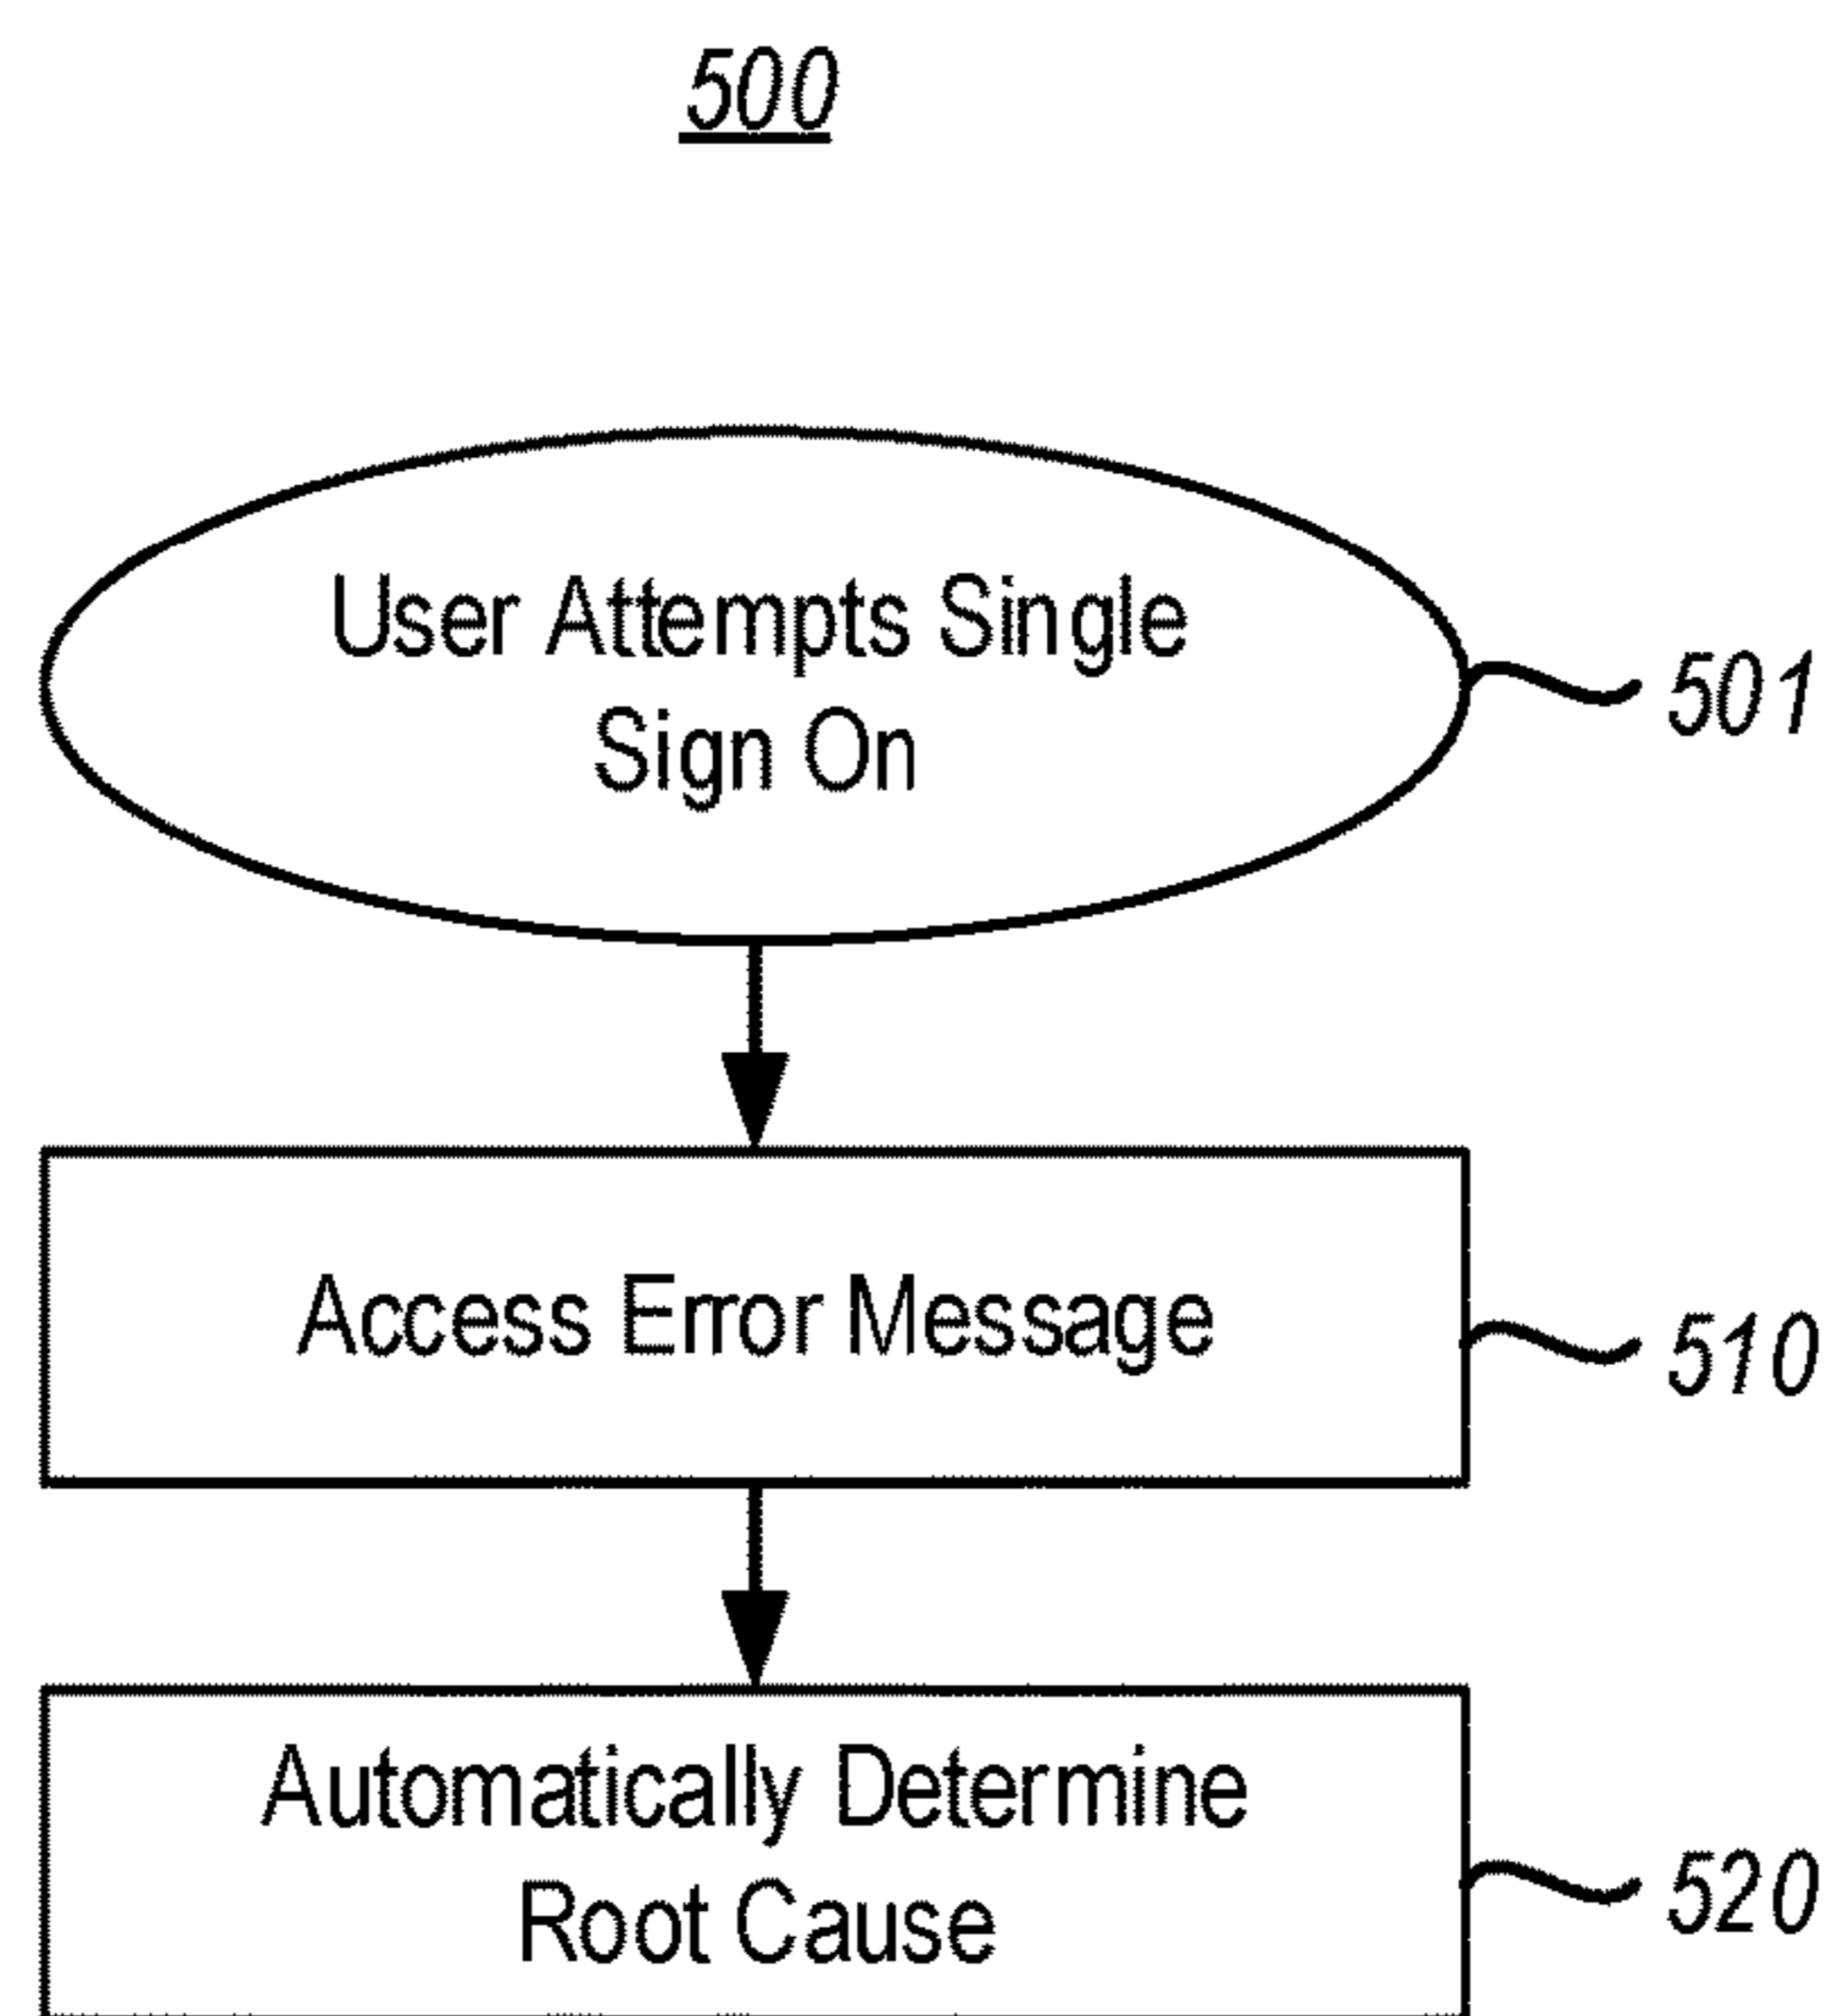 500
User Attempts Single
Sign On
501
Access Error Message
510
Automatically Determine
Root Cause
520